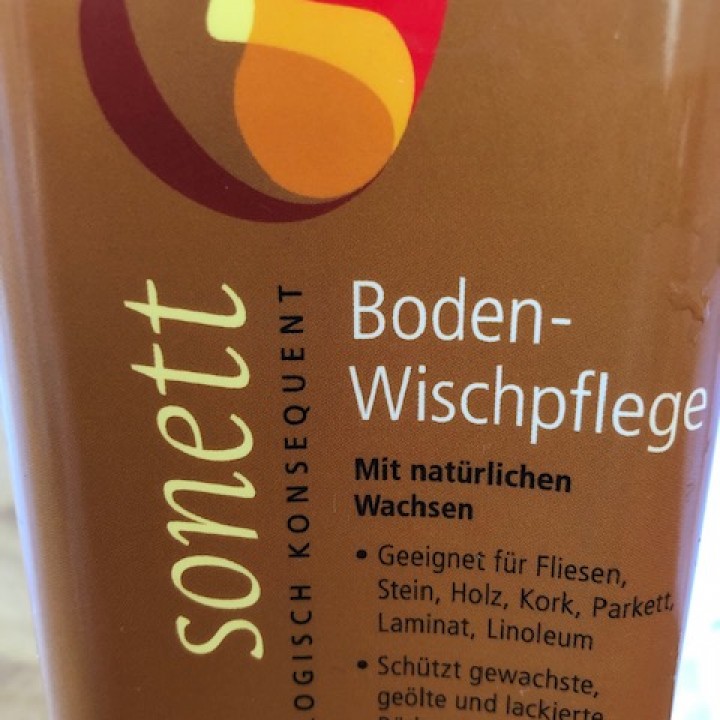 sonett
KONSEQUENT
Boden-
Wischpflege
Mit natürlichen
Wachsen
• Geeignet für Fliesen,
Stein, Holz, Kork, Parkett,
Laminat, Linoleum
• Schützt gewachste,
geölte und lackierte